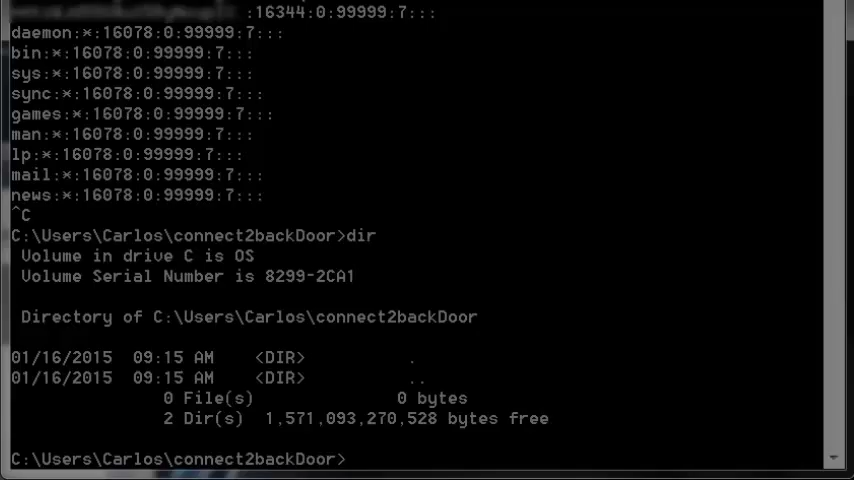 :16344:0:99999:7:::
daemon:*:16078:0:99999:7:::
bin:*:16078:0:99999:7:::
sys:*:16078:0:99999:7:::
sync:*:16078:0:99999:7:::
games:*:16078:0:99999:7:::
man:*:16078:0:99999:7:::
lp:*:16078:0:99999:7:::
mail:*:16078:0:99999:7:::
news:*:16078:0:99999:7:::
^C
C:\Users\Carlos\connect2backDoor>dir
Volume in drive C is OS
Volume Serial Number is 8299-2CA1
Directory of C:\Users\Carlos\connect2backDoor
01/16/2015 09:15 AM <DIR> .
01/16/2015 09:15 AM <DIR> ..
0 File(s) 0 bytes
2 Dir(s) 1,571,093,270,528 bytes free
C:\Users\Carlos\connect2backDoor>